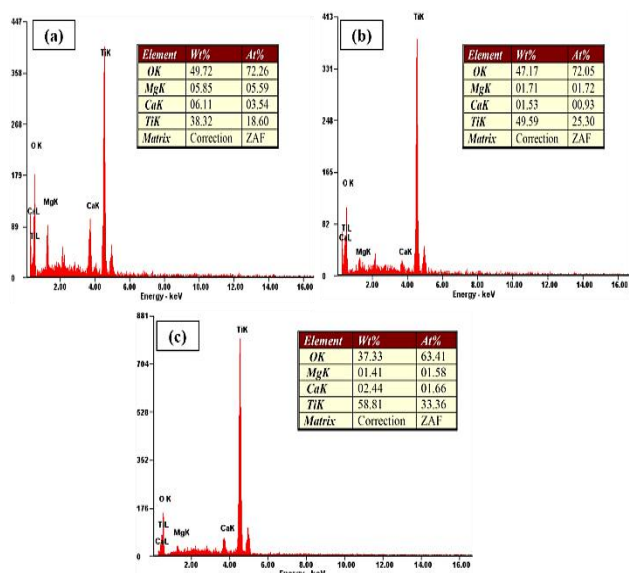 (a)
447
358
268
179
89
0
TiK
O K
CaL
TiL
MgK
CaK
Element Wt% At%
OK 49.72 72.26
MgK 05.85 05.59
CaK 06.11 03.54
TiK 38.32 18.60
Matrix Correction ZAF
2.00 4.00 6.00 8.00 10.00 12.00 14.00 16.00
Energy - keV
(b)
413
331
248
165
82
0
TiK
O K
TiL
CaL
MgK
CaK
Element Wt% At%
OK 47.17 72.05
MgK 01.71 01.72
CaK 01.53 00.93
TiK 49.59 25.30
Matrix Correction ZAF
2.00 4.00 6.00 8.00 10.00 12.00 14.00 16.00
Energy - keV
(c)
881
704
528
352
176
0
TiK
O K
TiL
CaL
MgK
CaK
Element Wt% At%
OK 37.33 63.41
MgK 01.41 01.58
CaK 02.44 01.66
TiK 58.81 33.36
Matrix Correction ZAF
2.00 4.00 6.00 8.00 10.00 12.00 14.00 16.00
Energy - keV